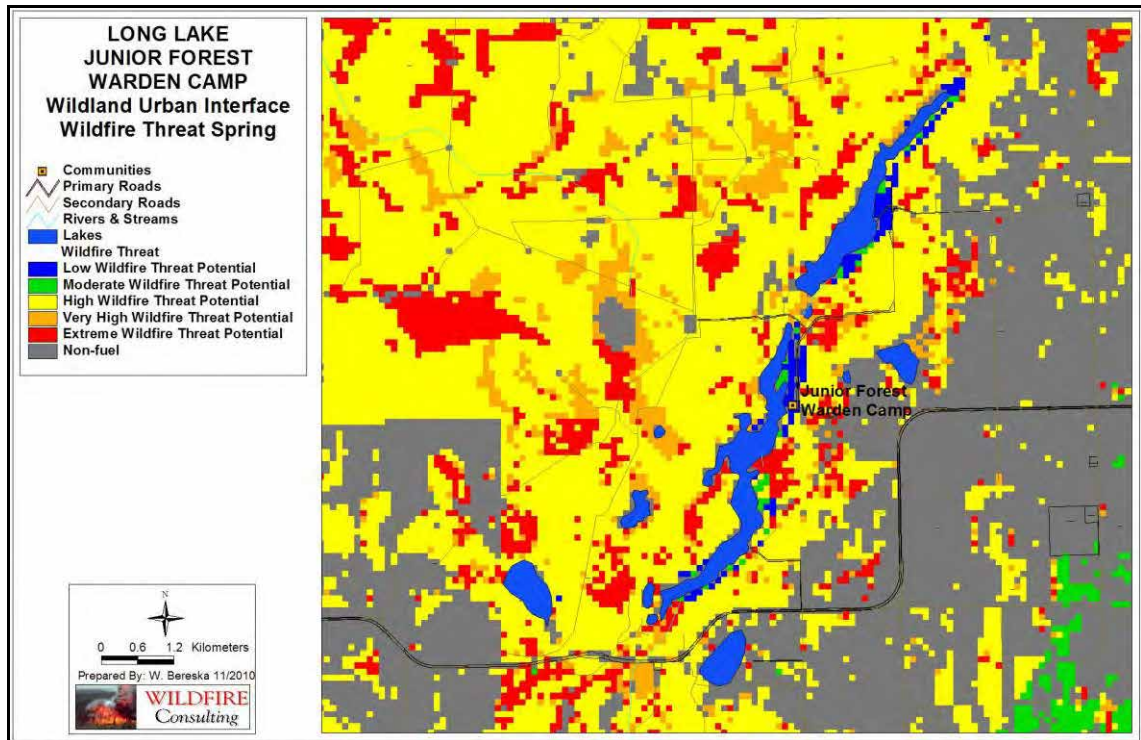 LONG LAKE
JUNIOR FOREST
WARDEN CAMP
Wildland Urban Interface
Wildfire Threat Spring
Communities
Primary Roads
Secondary Roads
Rivers & Streams
Lakes
Wildfire Threat
Low Wildfire Threat Potential
Moderate Wildfire Threat Potential
High Wildfire Threat Potential
Very High Wildfire Threat Potential
Extreme Wildfire Threat Potential
Non-fuel
Junior Forest
Warden Camp
N
0 0.6 1.2 Kilometers
Prepared By: W. Bereska 11/2010
WILDFIRE
Consulting